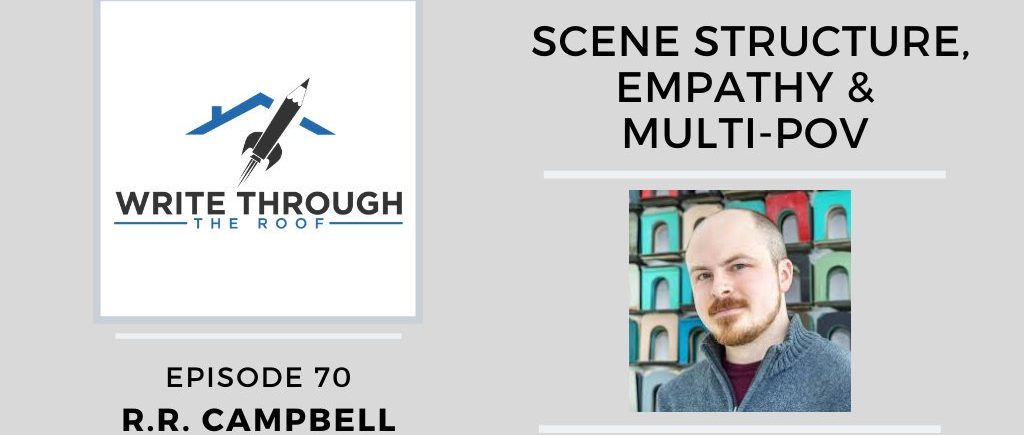 WRITE THROUGH
THE ROOF
EPISODE 70
R.R. CAMPBELL
SCENE STRUCTURE,
EMPATHY &
MULTI-POV